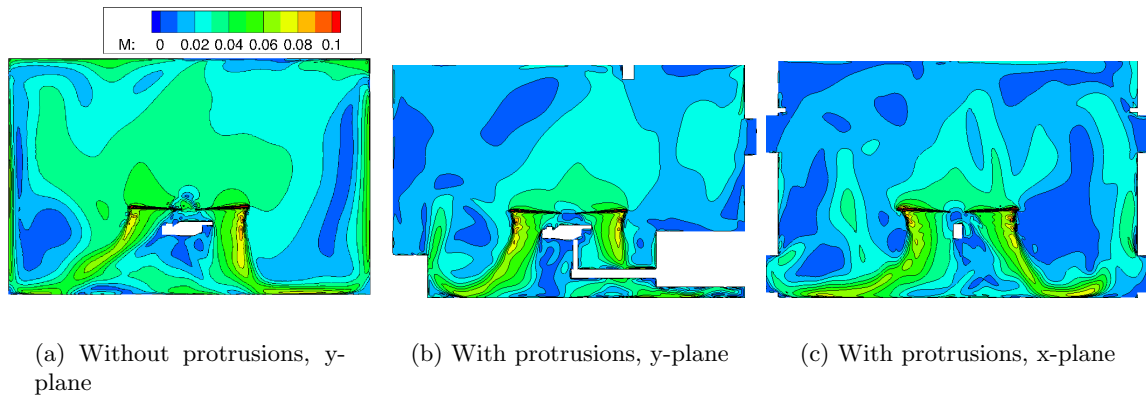 M: 0 0.02 0.04 0.06 0.08 0.1
(a) Without protrusions, y-
plane
(b) With protrusions, y-plane
(c) With protrusions, x-plane